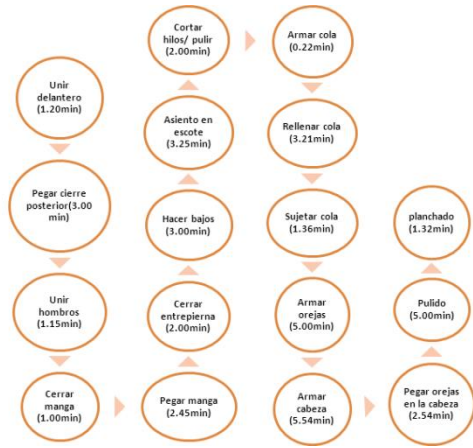 Unir
delantero
(1.20min)
Pegar cierre
posterior(3.00
min)
Unir
hombros
(1.15min)
Cerrar
manga
(1.00min)
Pegar manga
(2.45min)
Cerrar
entrepierna
(2.00min)
Hacer bajos
(3.00min)
Asiento en
escote
(3.25min)
Cortar
hilos/ pulir
(2.00min)
Armar cola
(0.22min)
Rellenar cola
(3.21min)
Sujetar cola
(1.36min)
Armar
orejas
(5.00min)
Armar
cabeza
(5.54min)
Pegar orejas
en la cabeza
(2.54min)
Pulido
(5.00min)
planchado
(1.32min)